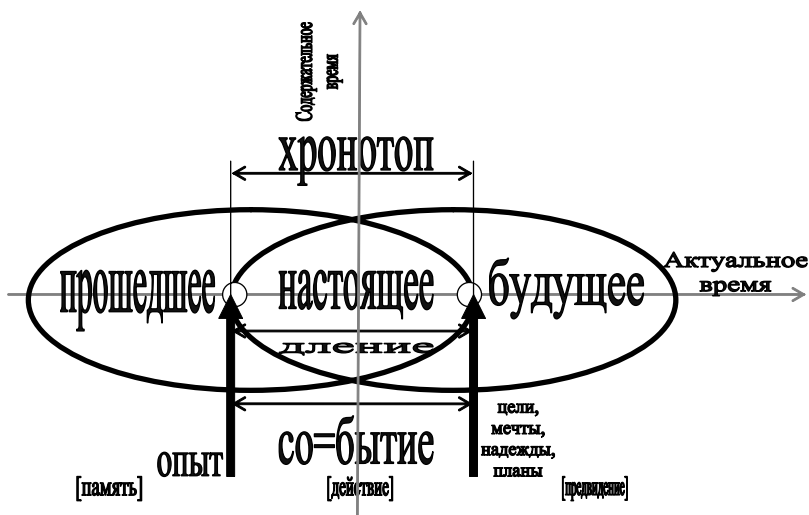 Содержательное
время
хронотоп
прошедшее
настоящее
будущее
Актуальное
время
дление
со=бытие
цели,
мечты,
надежды,
планы
опыт
[память]
[действие]
[предвидение]